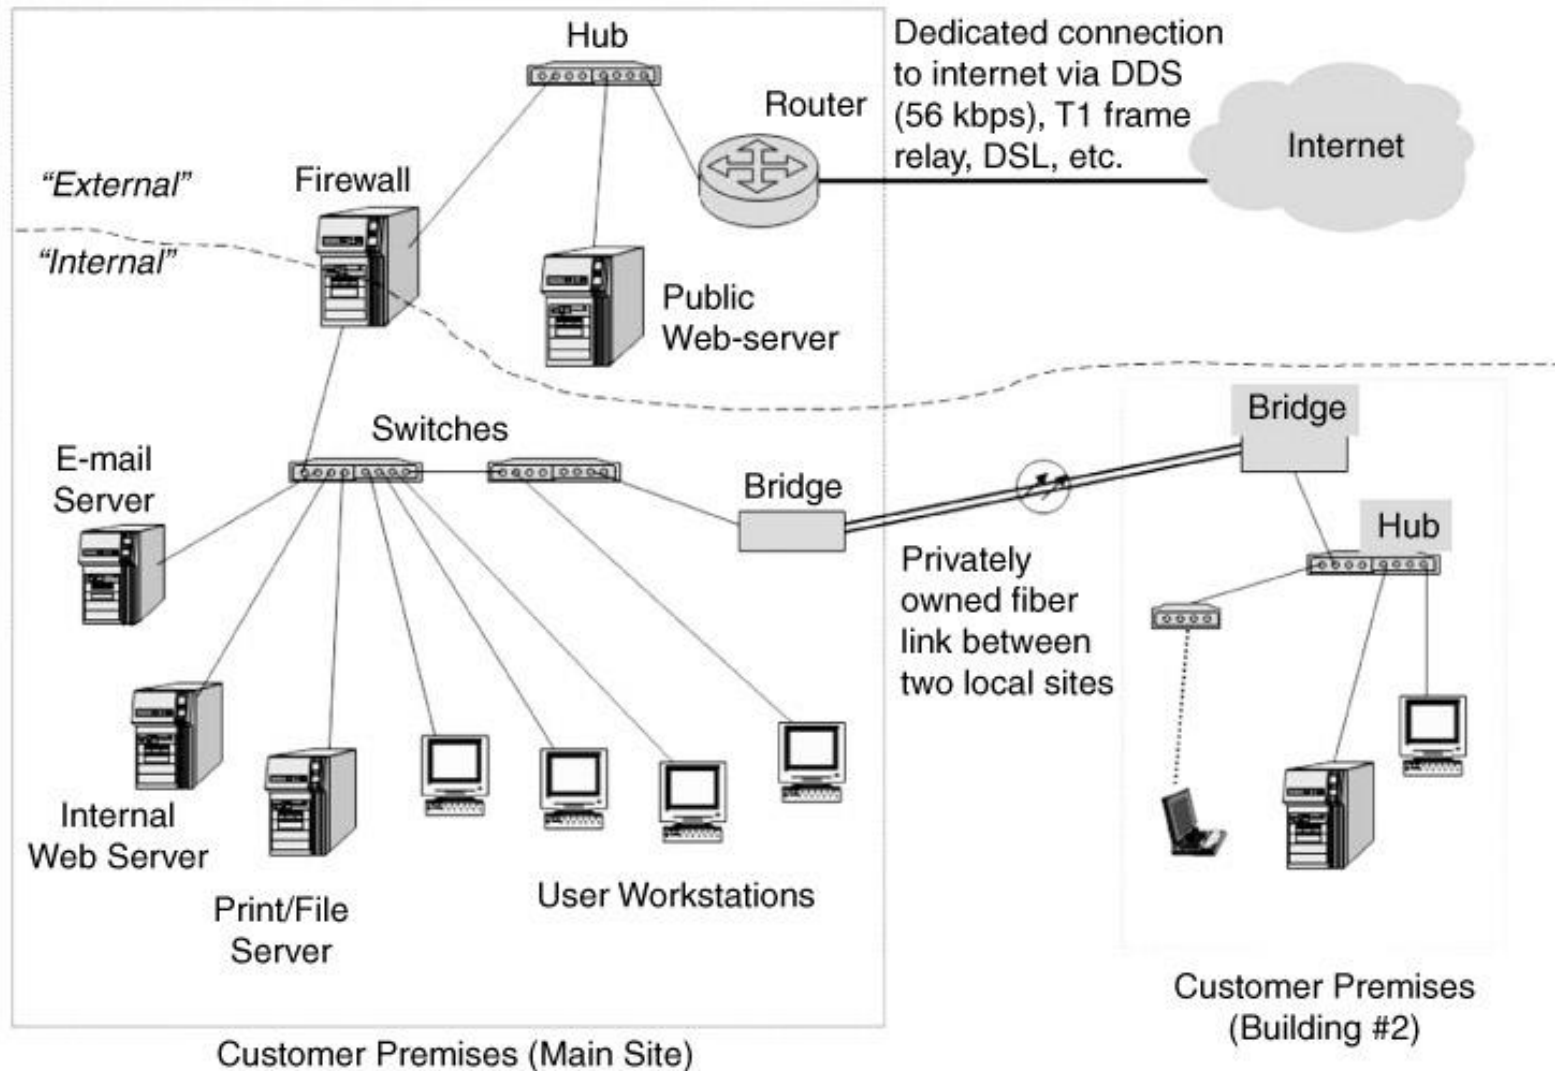 Hub
Dedicated connection
to internet via DDS
(56 kbps), T1 frame
relay, DSL, etc.
Router
Internet
“External”
Firewall
“Internal”
Public
Web-server
Switches
Bridge
E-mail
Server
Bridge
Hub
Privately
owned fiber
link between
two local sites
Internal
Web Server
User Workstations
Print/File
Server
Customer Premises
(Building #2)
Customer Premises (Main Site)